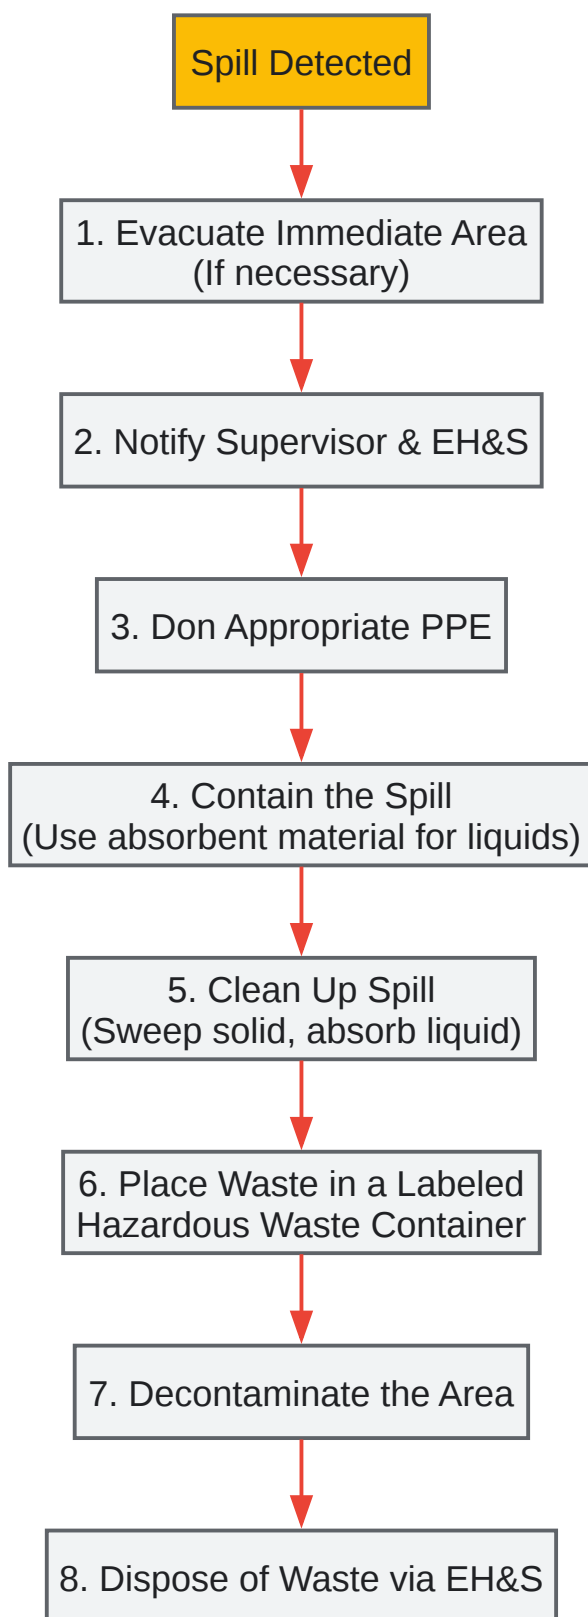 Spill Detected
1. Evacuate Immediate Area
(If necessary)
2. Notify Supervisor & EH&S
3. Don Appropriate PPE
4. Contain the Spill
(Use absorbent material for liquids)
5. Clean Up Spill
(Sweep solid, absorb liquid)
6. Place Waste in a Labeled
Hazardous Waste Container
7. Decontaminate the Area
8. Dispose of Waste via EH&S